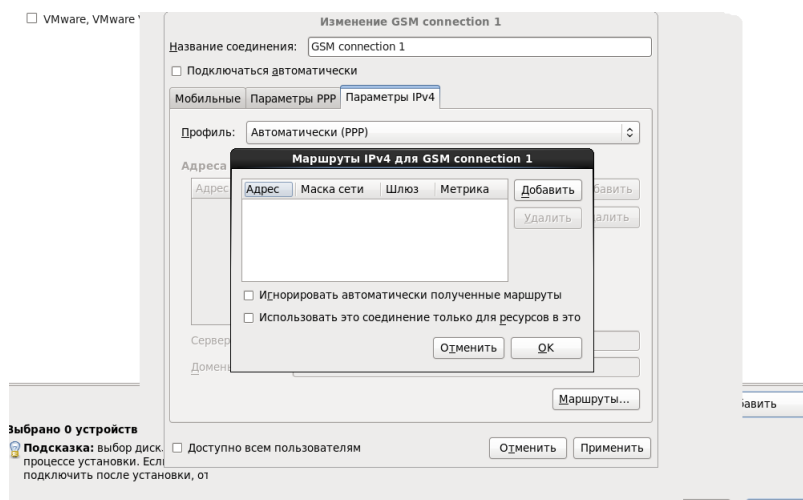 VMware, VMware
Изменение GSM connection 1
Название соединения: GSM connection 1
Подключаться автоматически
Мобильные Параметры PPP Параметры IPv4
Профиль: Автоматически (PPP)
Маршруты IPv4 для GSM connection 1
Адреса
Адрес Адрес Маска сети Шлюз Метрика Добавить бавить
Удалить алить
Игнорировать автоматически полученные маршруты
Использовать это соединение только для ресурсов в это
Сервер
Отменить OK
Домен
Маршруты...
авить
Выбрано 0 устройств
Подсказка: выбор диск
Доступно всем пользователям Отменить Применить
процессе установки. Есл
подключить после установки, от